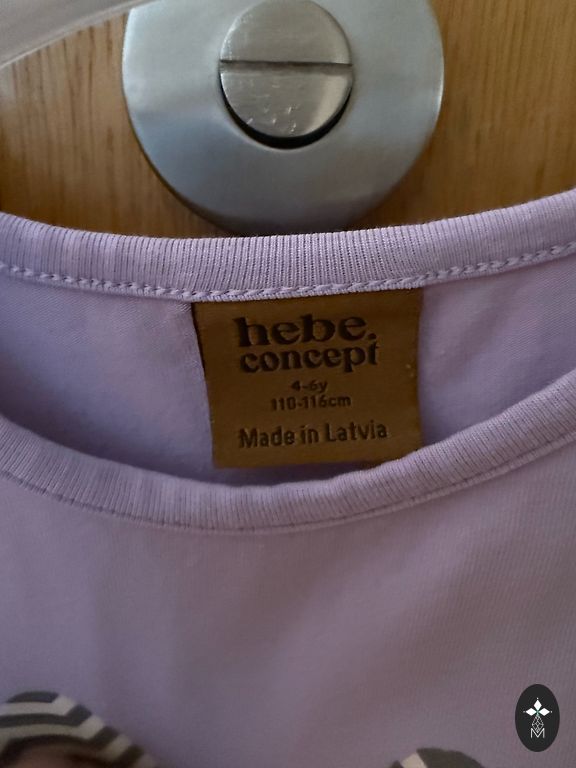 hebe.
concept
4-6y
110-116cm
Made in Latvia